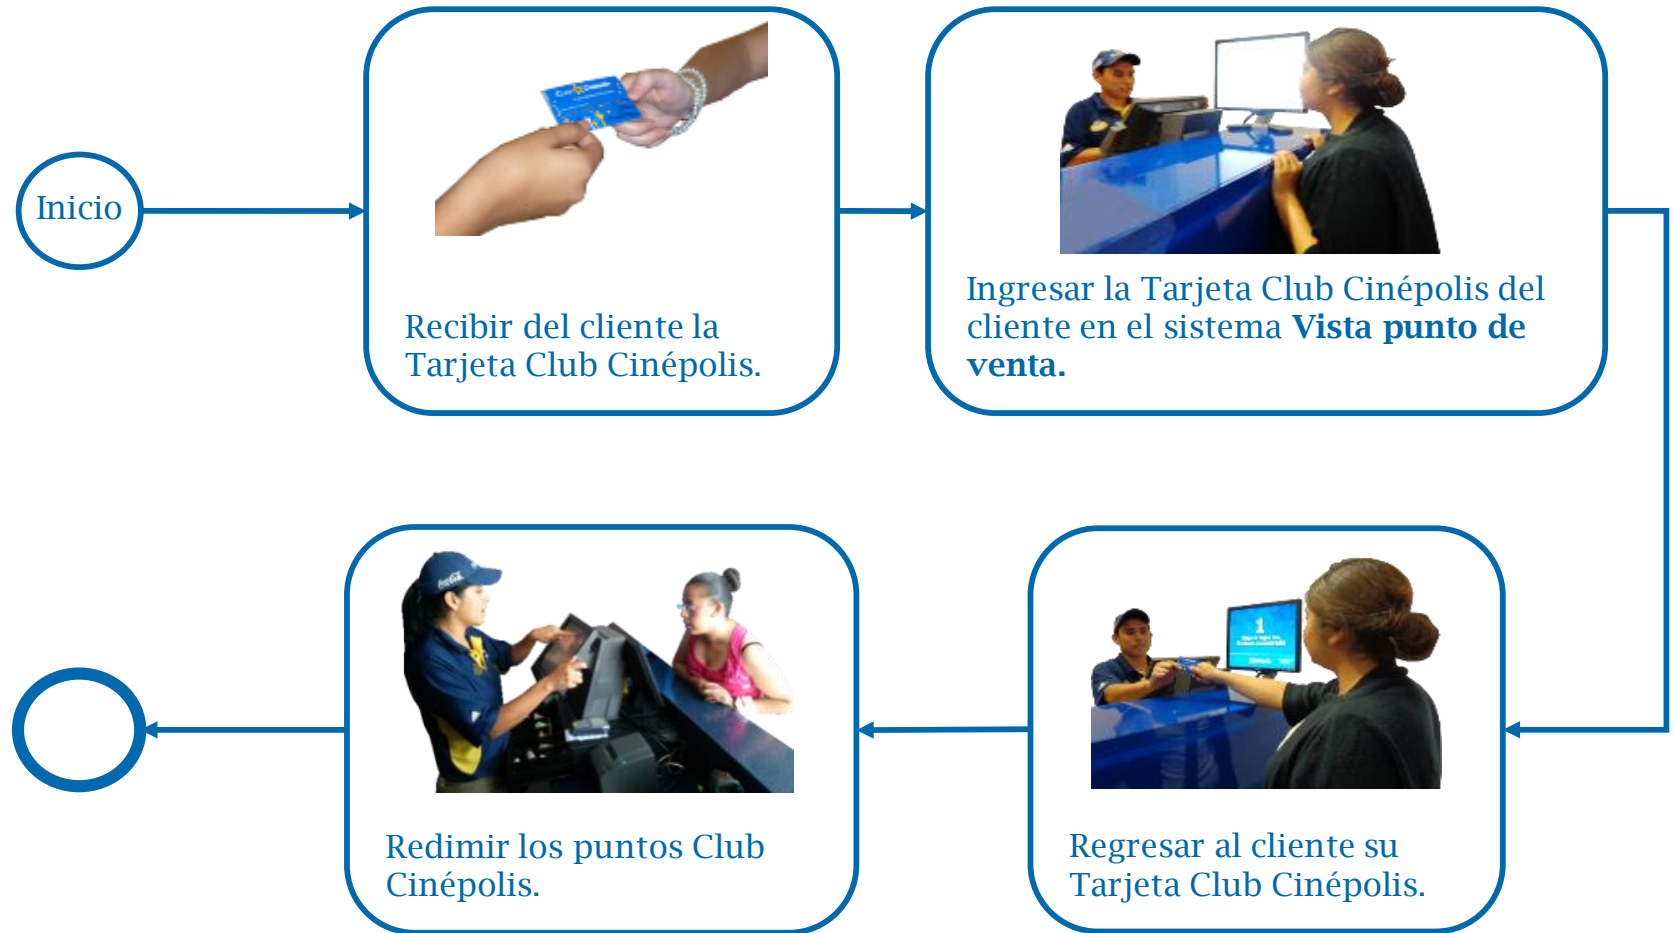 Inicio
Recibir del cliente la
Tarjeta Club Cinépolis.
Ingresar la Tarjeta Club Cinépolis del
cliente en el sistema Vista punto de
venta.
Regresar al cliente su
Tarjeta Club Cinépolis.
1
Redimir los puntos Club
Cinépolis.